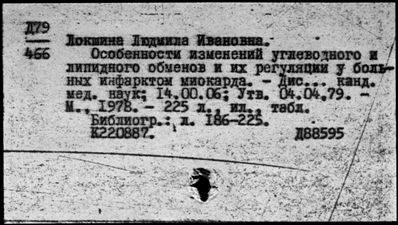 Д79
466
Локшина Людмила Ивановна.
Особенности изменений углеводного и
липидного обменов и их регуляции у боль-
ных инфарктом миокарда. - Дис... канд.
мед. наук; 14.00.06; Утв. 04.04.79. -
М., 1978. - 225 л., ил., табл.
Библиогр.: л. 186-225.
К220887. Д88595